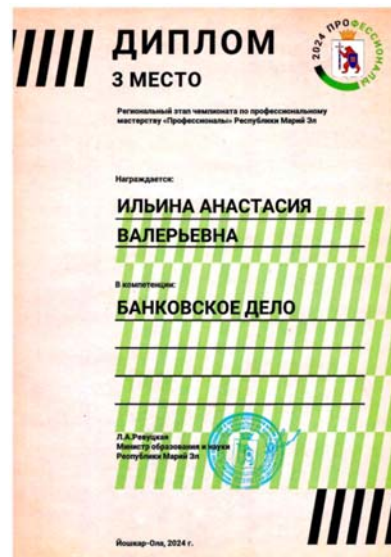 ДИПЛОМ
3 МЕСТО
2024 ПРОФЕССИОНАЛЫ
Региональный этап чемпионата по профессиональному
мастерству «Профессионалы» Республики Марий Эл
Награждается:
ИЛЬИНА АНАСТАСИЯ
ВАЛЕРЬЕВНА
В компетенции:
БАНКОВСКОЕ ДЕЛО
Л.А.Ревуцкая
Министр образования и науки
Республики Марий Эл
Йошкар-Ола, 2024 г.